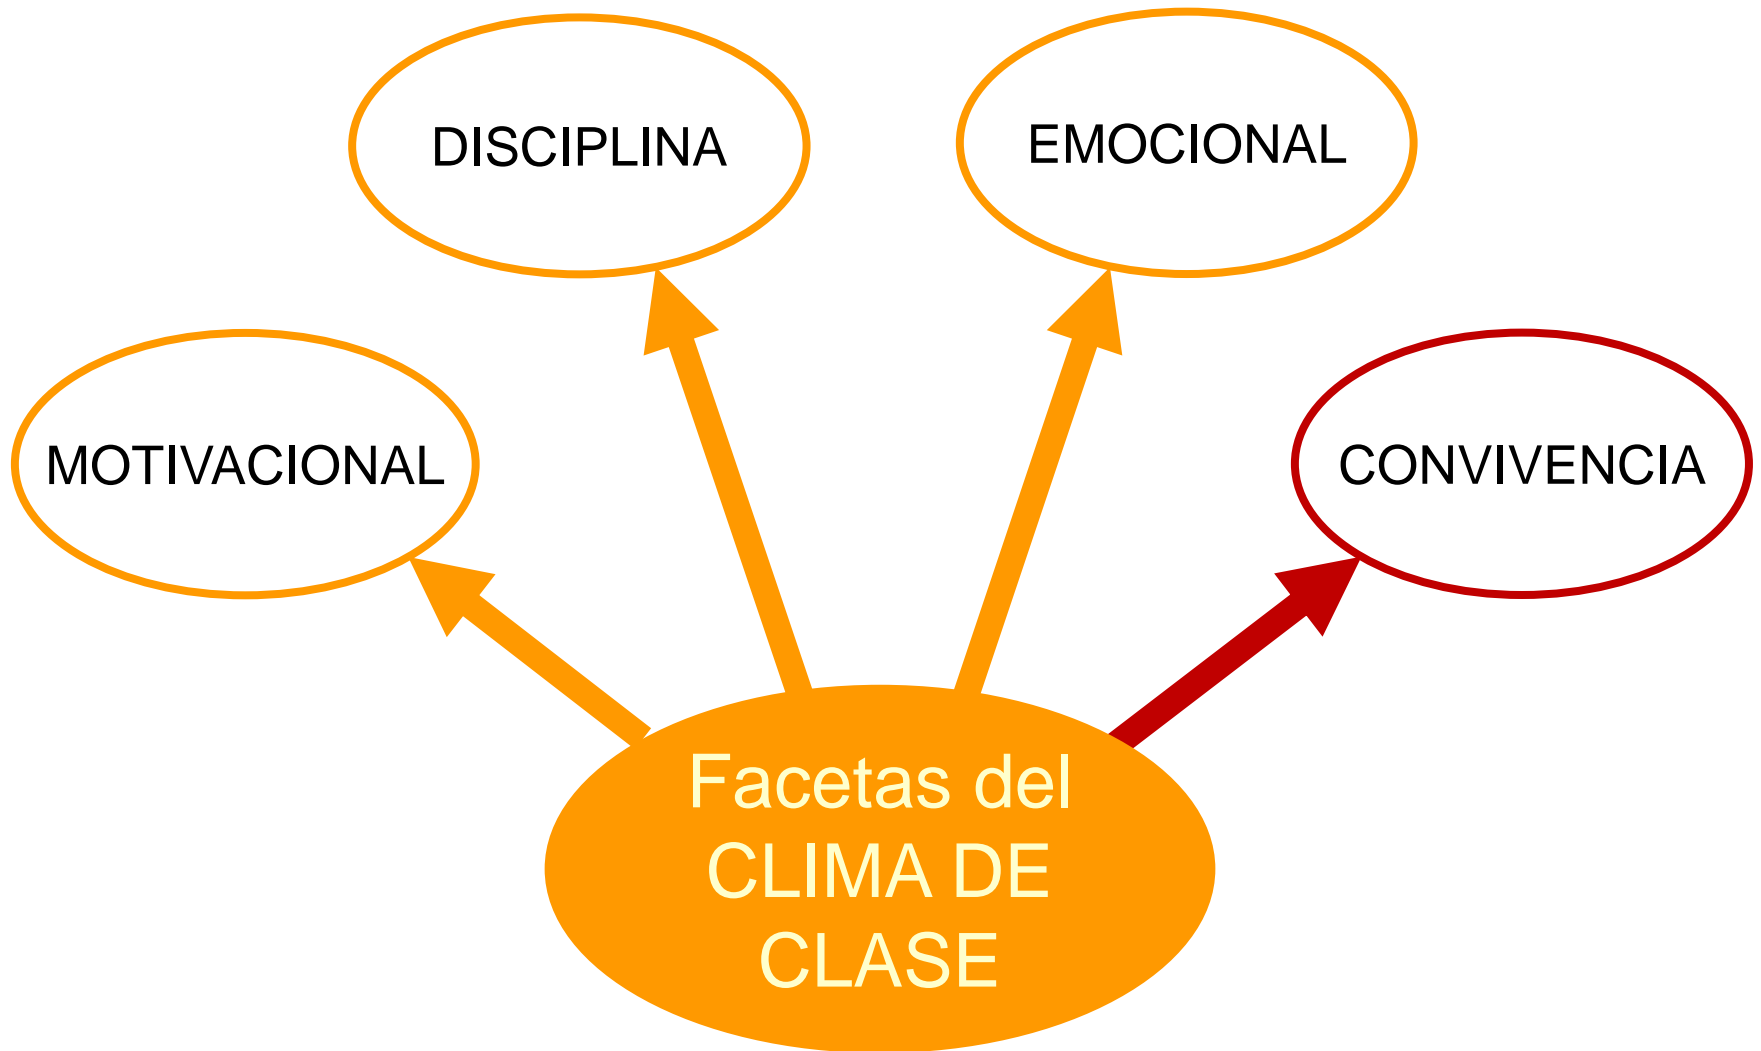 DISCIPLINA
EMOCIONAL
MOTIVACIONAL
CONVIVENCIA
Facetas del
CLIMA DE
CLASE